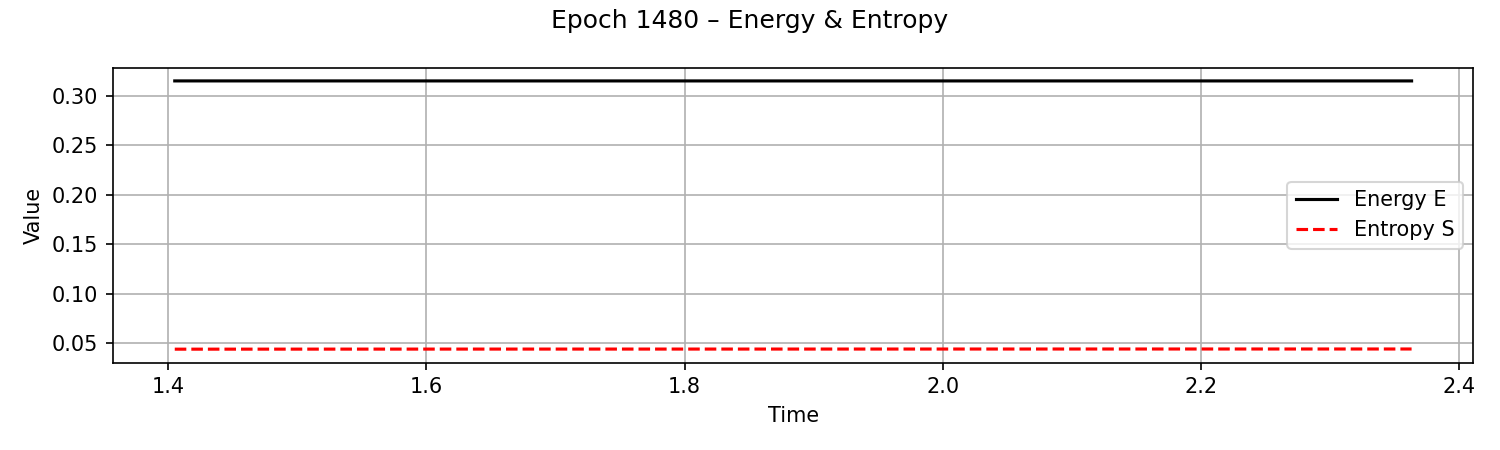 Epoch 1480 – Energy & Entropy
Value
0.30
0.25
0.20
0.15
0.10
0.05
Energy E
Entropy S
1.4 1.6 1.8 2.0 2.2 2.4
Time